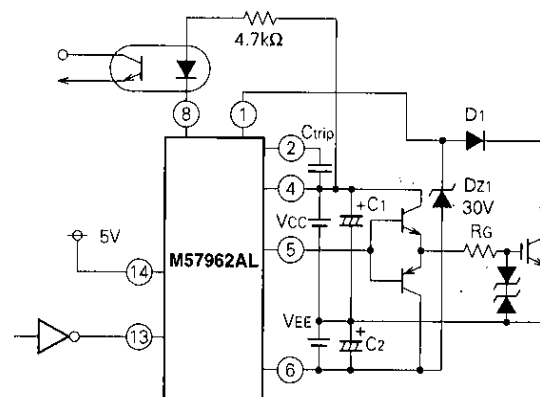 4.7kΩ
8
1
D1
2
Ctrip
4
DZ1
30V
VCC
+
C1
5V
M57962AL
5
RG
14
VEE
+
C2
13
6